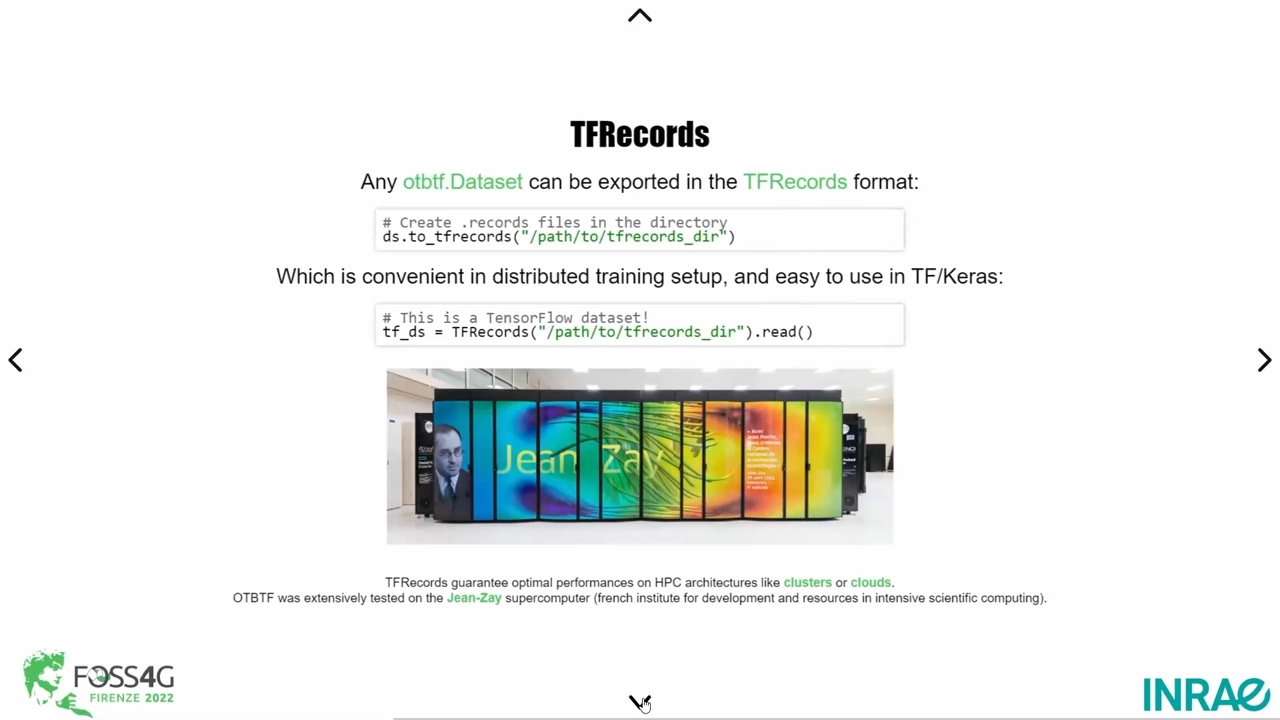 TFRecords
Any otbtf.Dataset can be exported in the TFRecords format:
# Create .records files in the directory
ds.to_tfrecords("/path/to/tfrecords_dir")
Which is convenient in distributed training setup, and easy to use in TF/Keras:
# This is a TensorFlow dataset!
tf_ds = TFRecords("/path/to/tfrecords_dir").read()
Jean Zay
TFRecords guarantee optimal performances on HPC architectures like clusters or clouds.
OTBTF was extensively tested on the Jean-Zay supercomputer (french institute for development and resources in intensive scientific computing).
FOSS4G
FIRENZE 2022
INRAE